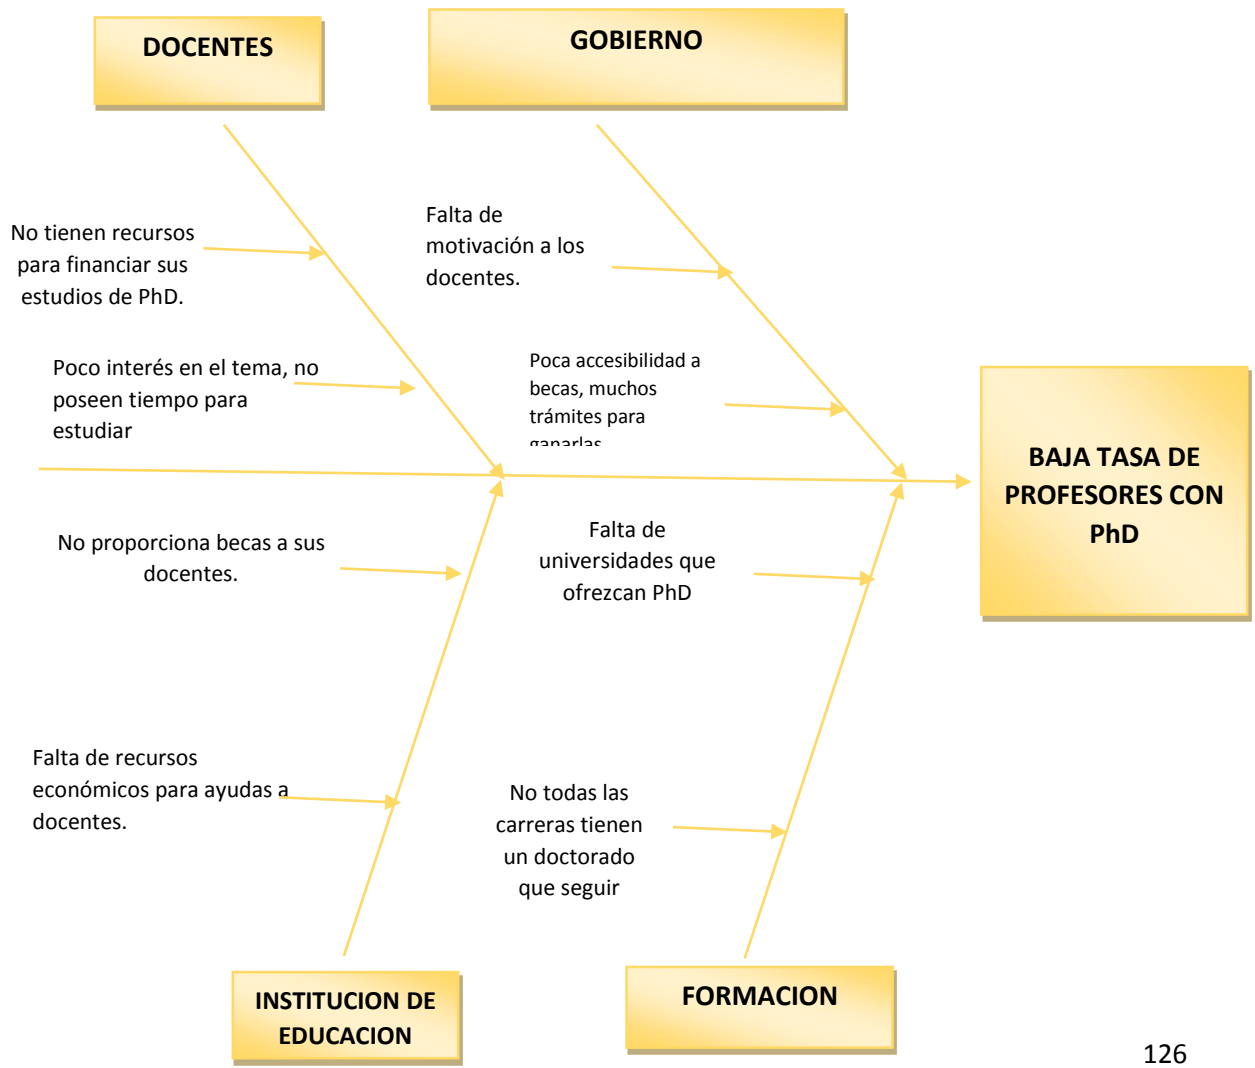 DOCENTES
GOBIERNO
No tienen recursos
para financiar sus
estudios de PhD.
Falta de
motivación a los
docentes.
Poco interés en el tema, no
poseen tiempo para
estudiar
Poca accesibilidad a
becas, muchos
trámites para
ganarlas
BAJA TASA DE
PROFESORES CON
PhD
No proporciona becas a sus
docentes.
Falta de
universidades que
ofrezcan PhD
Falta de recursos
económicos para ayudas a
docentes.
No todas las
carreras tienen
un doctorado
que seguir
INSTITUCION DE
EDUCACION
FORMACION
126